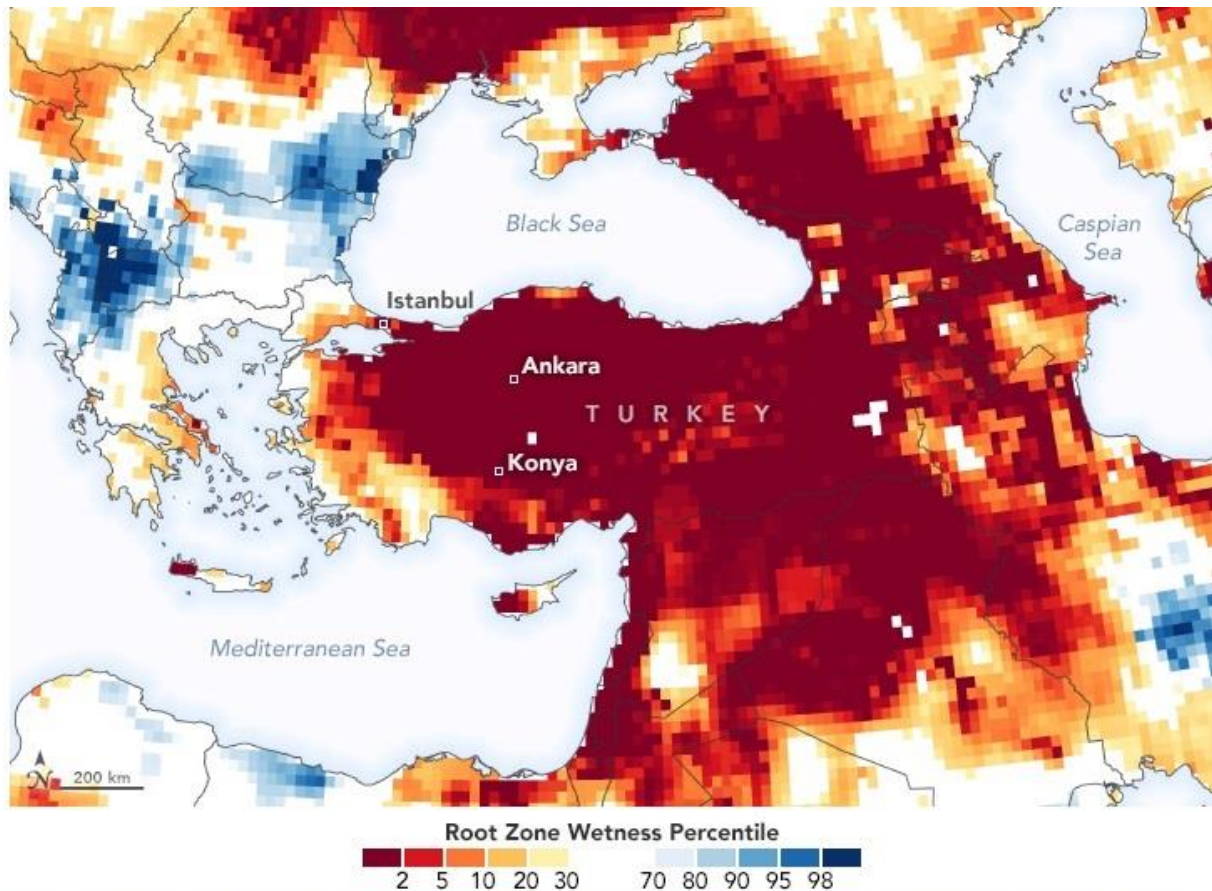 Black Sea
Caspian
Sea
Istanbul
Ankara
TURKEY
Konya
Mediterranean Sea
N
200 km
Root Zone Wetness Percentile
2 5 10 20 30 70 80 90 95 98